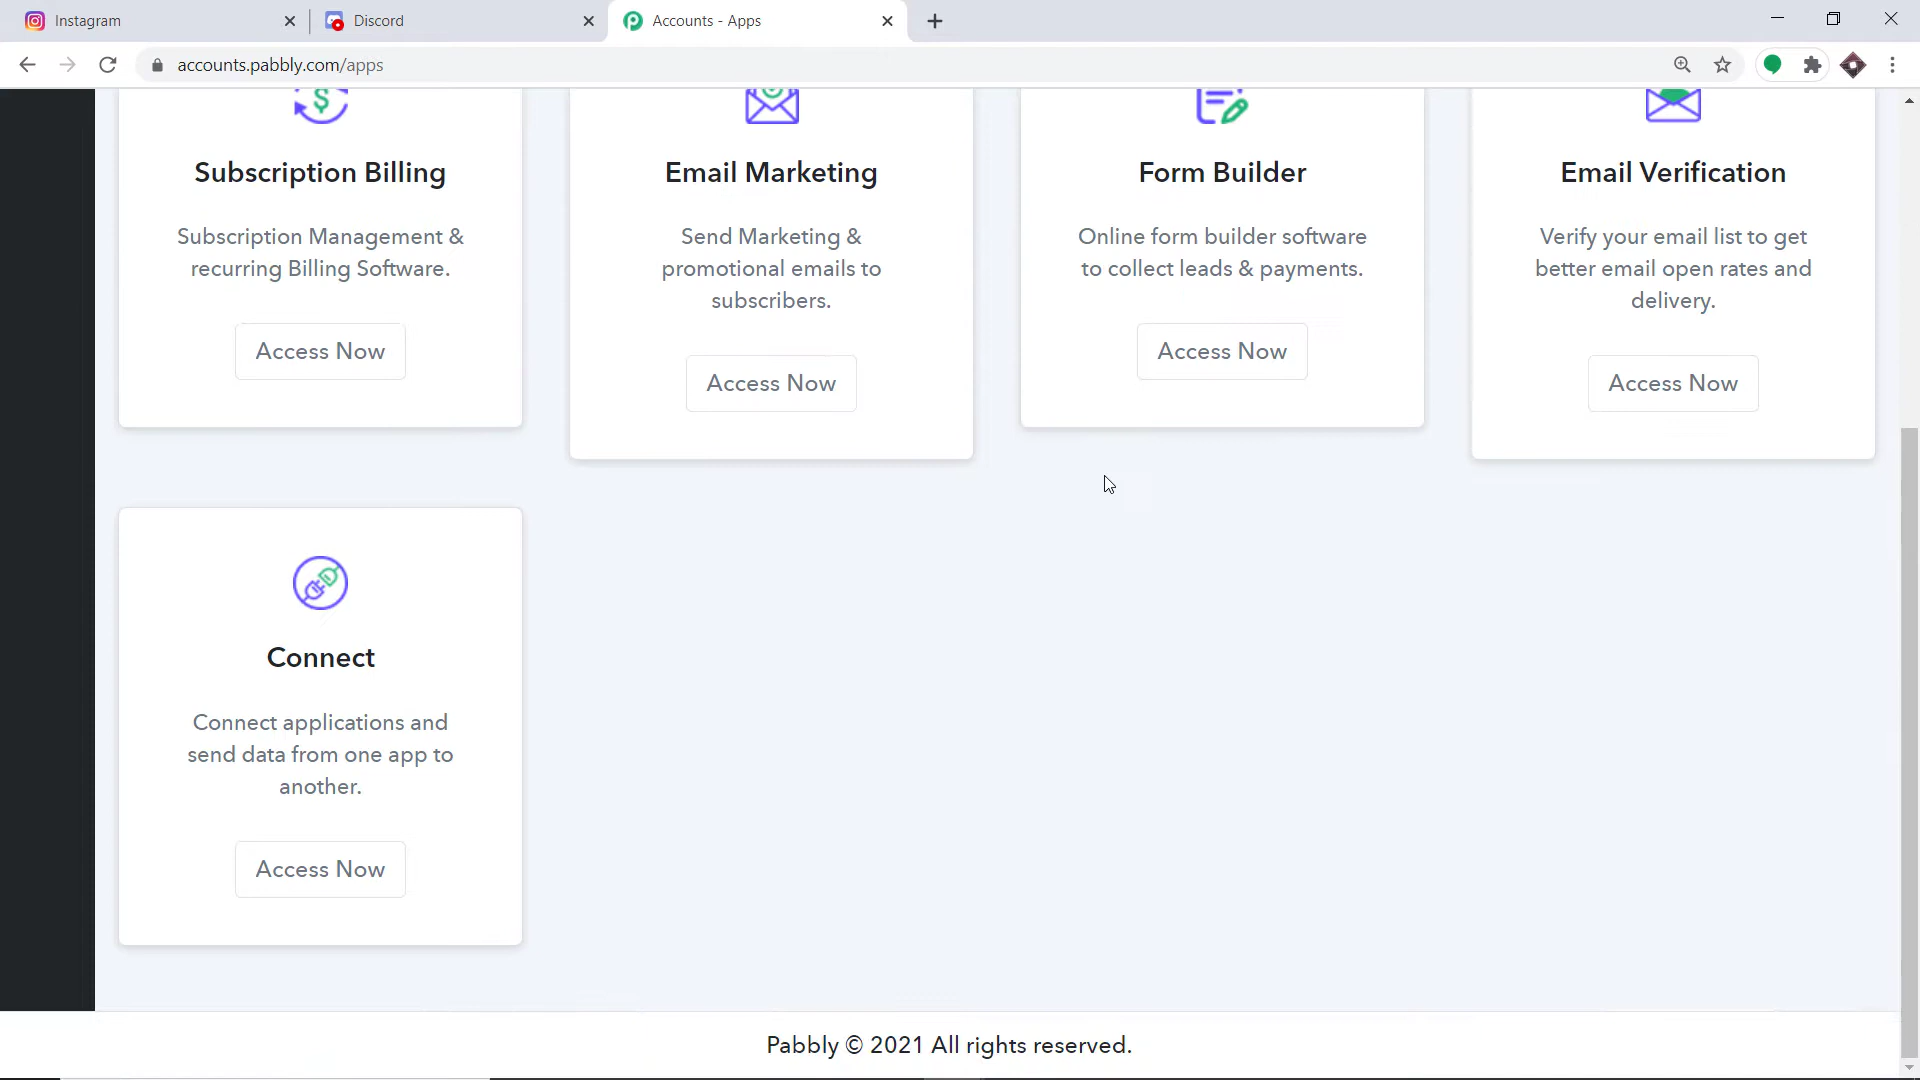 Instagram
Discord
Accounts - Apps
accounts.pabbly.com/apps
Subscription Billing
Subscription Management &
recurring Billing Software.
Access Now
Email Marketing
Send Marketing &
promotional emails to
subscribers.
Access Now
Form Builder
Online form builder software
to collect leads & payments.
Access Now
Email Verification
Verify your email list to get
better email open rates and
delivery.
Access Now
Connect
Connect applications and
send data from one app to
another.
Access Now
Pabbly © 2021 All rights reserved.